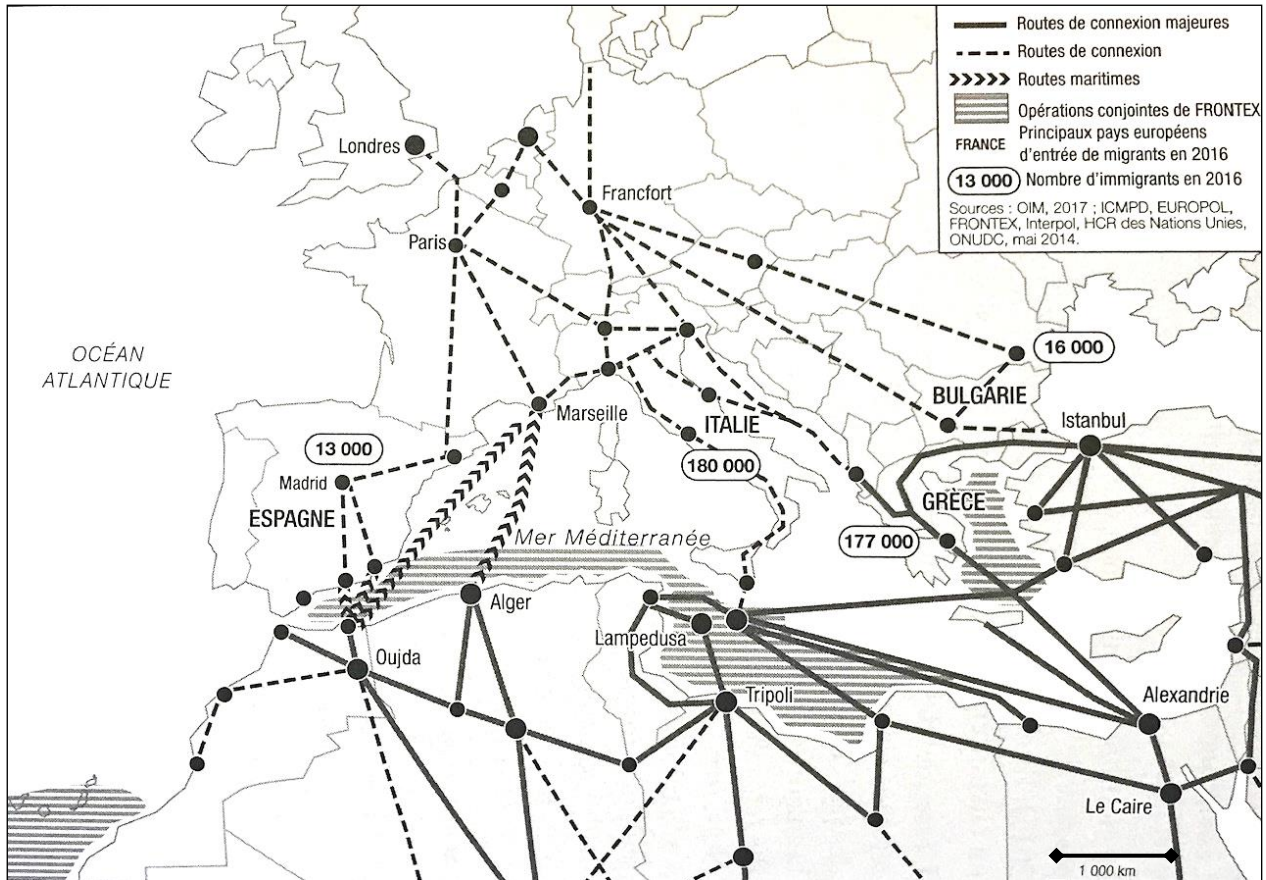 Routes de connexion majeures
Routes de connexion
Routes maritimes
Opérations conjointes de FRONTEX
FRANCE
Principaux pays européens
d'entrée de migrants en 2016
13 000
Nombre d'immigrants en 2016
Sources : OIM, 2017 ; ICMPD, EUROPOL,
FRONTEX, Interpol, HCR des Nations Unies,
ONUDC, mai 2014.
Londres
Francfort
Paris
OCÉAN
ATLANTIQUE
16 000
BULGARIE
Marseille
ITALIE
Istanbul
13 000
180 000
Madrid
ESPAGNE
GRÈCE
Mer Méditerranée
177 000
Alger
Lampedusa
Oujda
Tripoli
Alexandrie
Le Caire
1 000 km